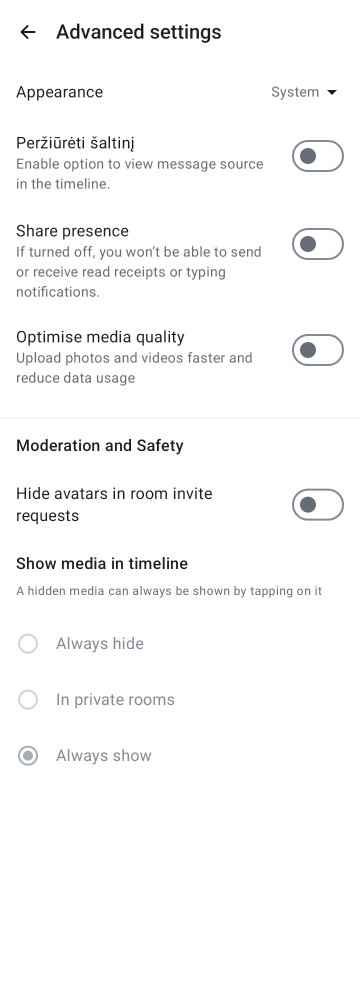 Advanced settings
Appearance
System
Peržiūrėti šaltinį
Enable option to view message source
in the timeline.
Share presence
If turned off, you won’t be able to send
or receive read receipts or typing
notifications.
Optimise media quality
Upload photos and videos faster and
reduce data usage
Moderation and Safety
Hide avatars in room invite
requests
Show media in timeline
A hidden media can always be shown by tapping on it
Always hide
In private rooms
Always show